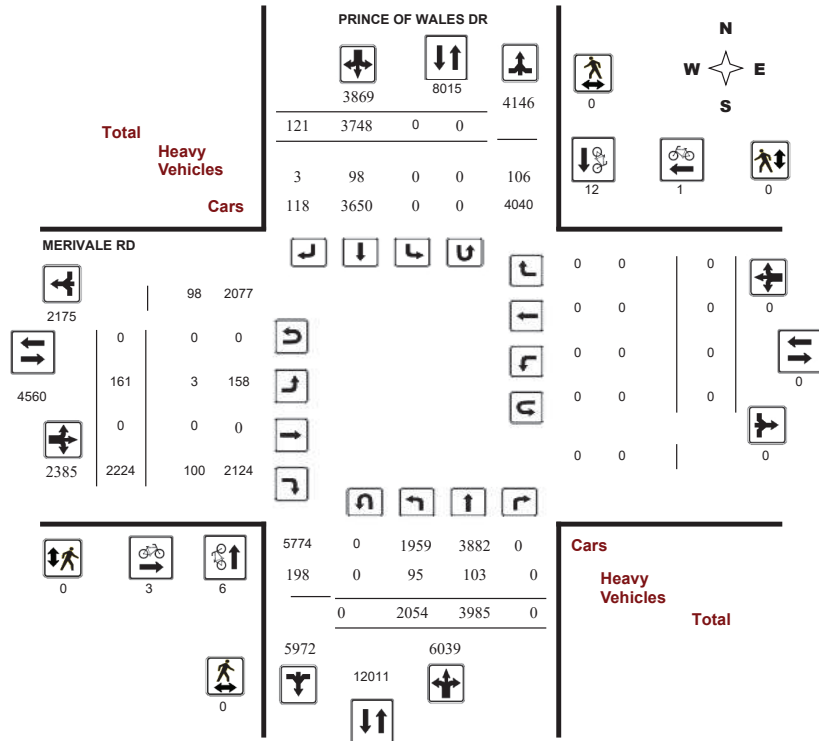 PRINCE OF WALES DR
N
W E
S
3869
8015
4146
0
121 3748 0 0
Total
Heavy
Vehicles
3 98 0 0 106
12 1 0
Cars
118 3650 0 0 4040
MERIVALE RD
98 2077
2175
0 0 0
0 0 0
0
161 3 158
4560
0 0 0
0
0 0 0
0 0 0
0
2385
2224 100 2124
0 0
0
5774 0 1959 3882 0
Cars
198 0 95 103 0
Heavy
Vehicles
0 3 6
0 2054 3985 0
Total
5972
6039
12011
0
0 0 0